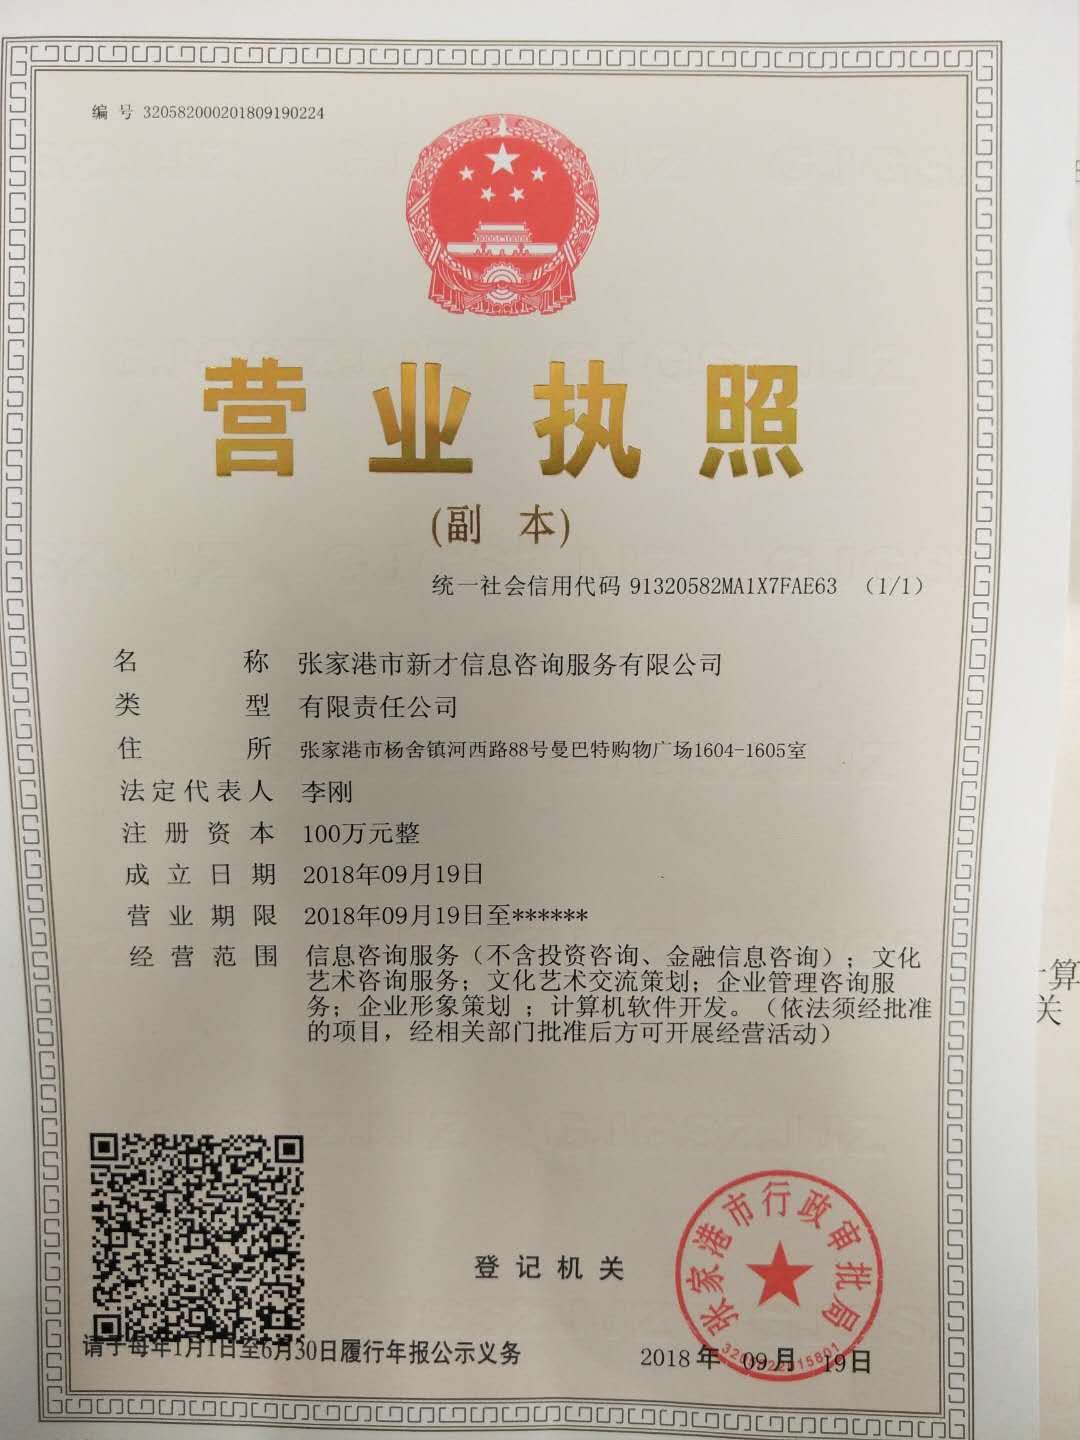 编号 320582000201809190224
营业执照
(副 本)
统一社会信用代码 91320582MA1X7FAE63 （1/1）
名称 张家港市新才信息咨询服务有限公司
类型 有限责任公司
住所 张家港市杨舍镇河西路88号曼巴特购物广场1604-1605室
法定代表人 李刚
注册资本 100万元整
成立日期 2018年09月19日
营业期限 2018年09月19日至******
经营范围 信息咨询服务（不含投资咨询、金融信息咨询）；文化
艺术咨询服务；文化艺术交流策划；企业管理咨询服
务；企业形象策划 ；计算机软件开发。（依法须经批准
的项目，经相关部门批准后方可开展经营活动）
算
关
登记机关
张家港市行政审批局
请于每年1月1日至6月30日履行年报公示义务
2018 年 09 月 19 日